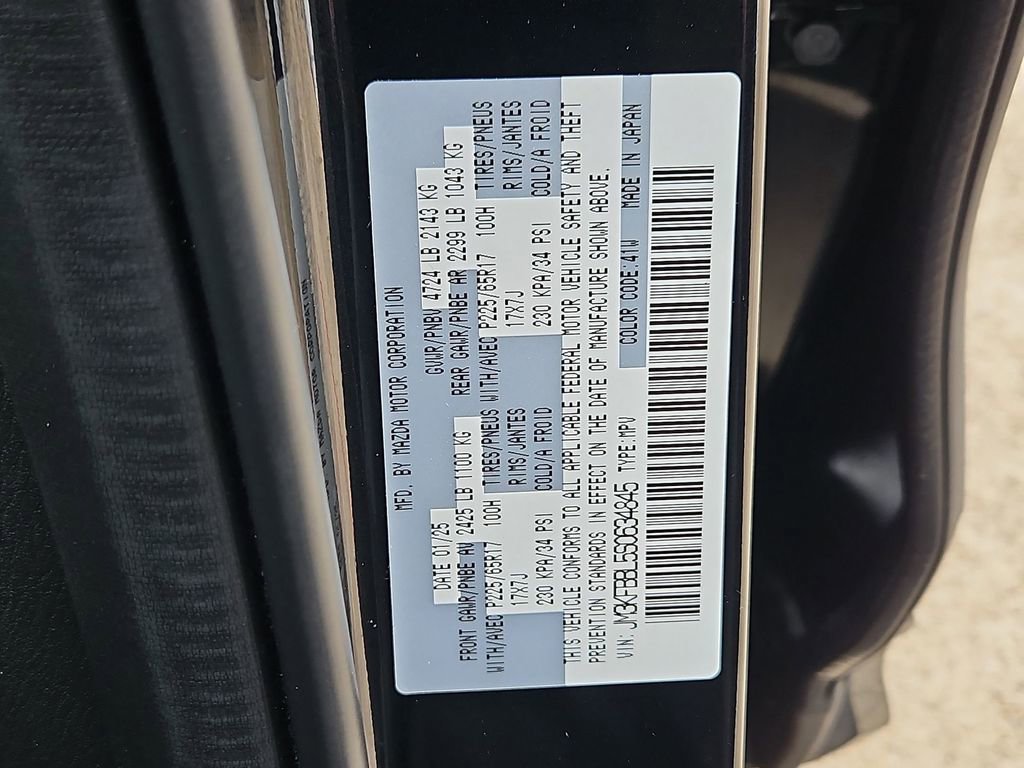 MFD. BY MAZDA MOTOR CORPORATION
DATE 01/25 GVWR/PNBV 4724 LB 2143 KG
FRONT GAWR/PNBE AV 2425 LB 1100 KG REAR GAWR/PNBE AR 2299 LB 1043 KG
WITH/AVEC P225/65R17 100H TIRES/PNEUS WITH/AVEC P225/65R17 100H TIRES/PNEUS
17X7J RIMS/JANTES 17X7J RIMS/JANTES
230 KPA/34 PSI COLD/A FROID 230 KPA/34 PSI COLD/A FROID
THIS VEHICLE CONFORMS TO ALL APPLICABLE FEDERAL MOTOR VEHICLE SAFETY AND THEFT
PREVENTION STANDARDS IN EFFECT ON THE DATE OF MANUFACTURE SHOWN ABOVE.
VIN: JM3KFBBL5S0634845 TYPE:MPV COLOR CODE:41W MADE IN JAPAN